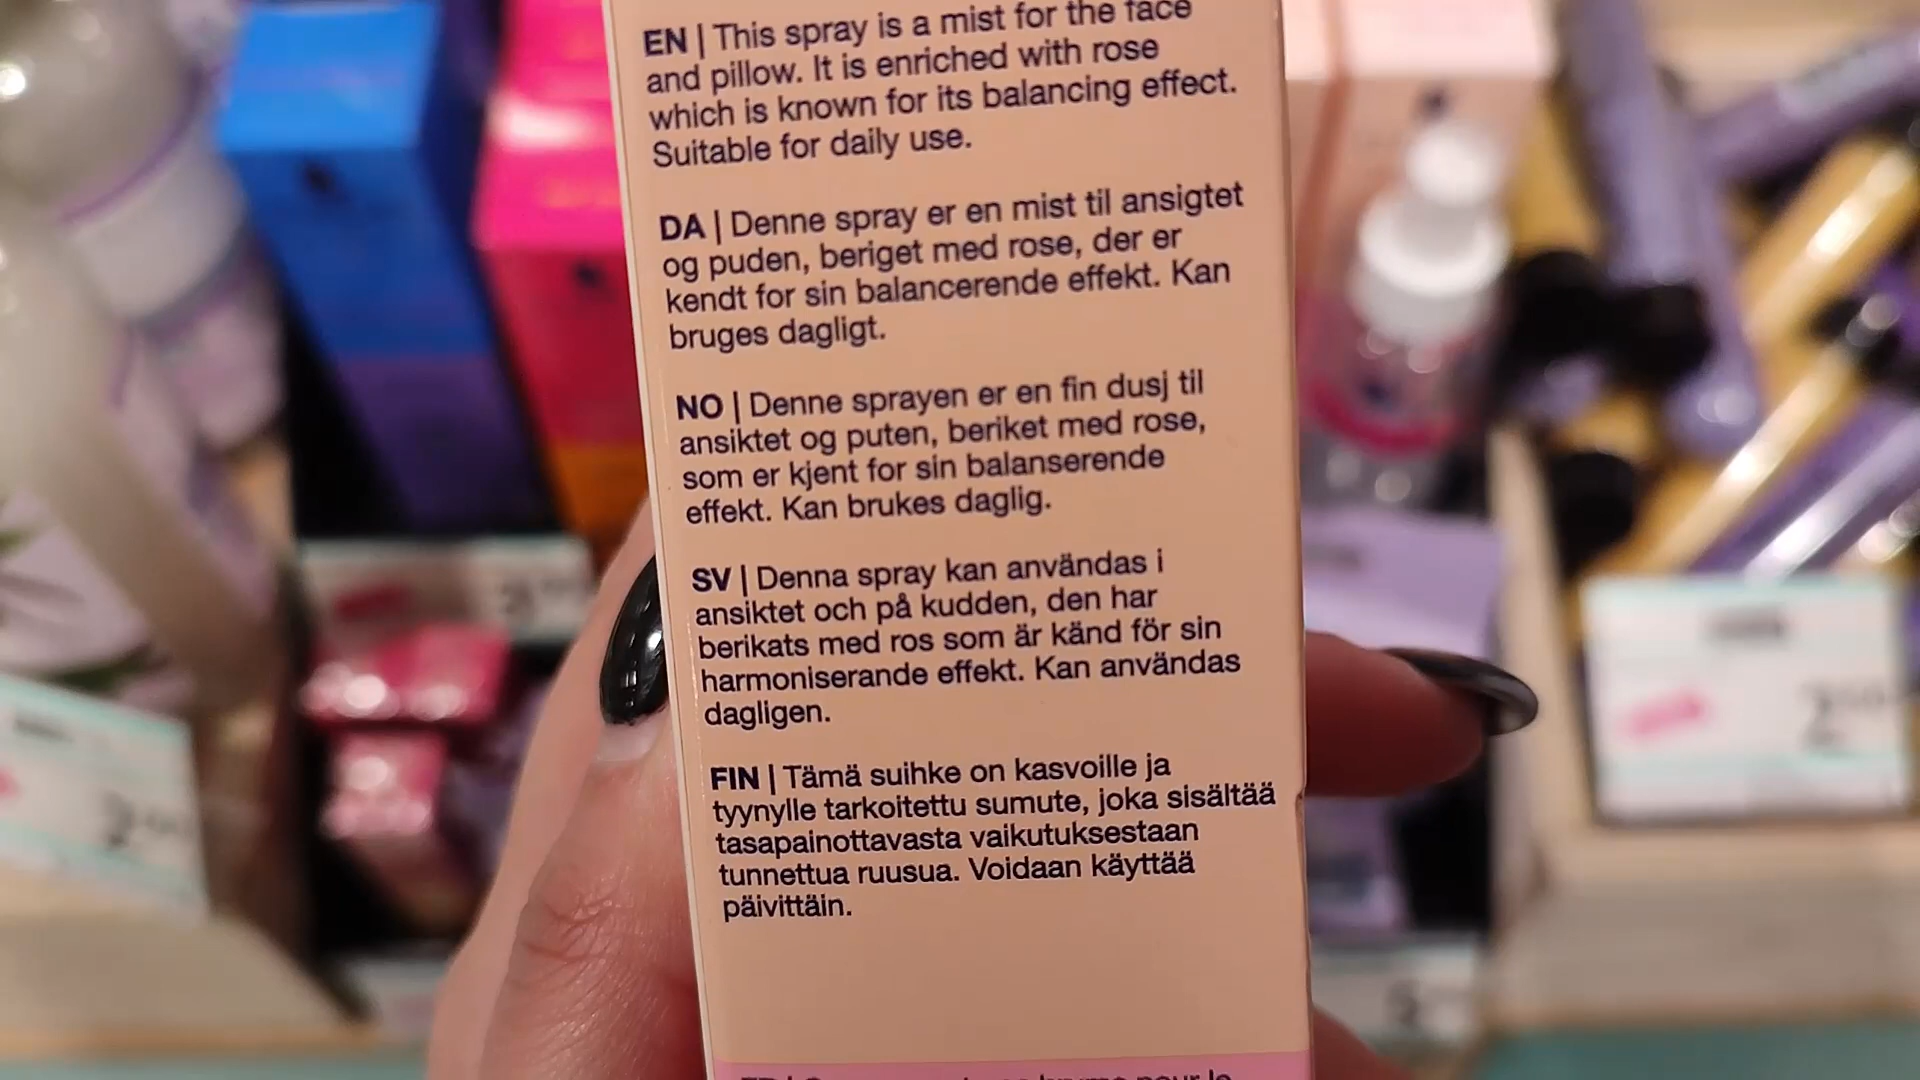 EN | This spray is a mist for the face
and pillow. It is enriched with rose
which is known for its balancing effect.
Suitable for daily use.
DA | Denne spray er en mist til ansigtet
og puden, beriget med rose, der er
kendt for sin balancerende effekt. Kan
bruges dagligt.
NO | Denne sprayen er en fin dusj til
ansiktet og puten, beriket med rose,
som er kjent for sin balanserende
effekt. Kan brukes daglig.
SV | Denna spray kan användas i
ansiktet och på kudden, den har
berikats med ros som är känd för sin
harmoniserande effekt. Kan användas
dagligen.
FIN | Tämä suihke on kasvoille ja
tyynylle tarkoitettu sumute, joka sisältää
tasapainottavasta vaikutuksestaan
tunnettua ruusua. Voidaan käyttää
päivittäin.